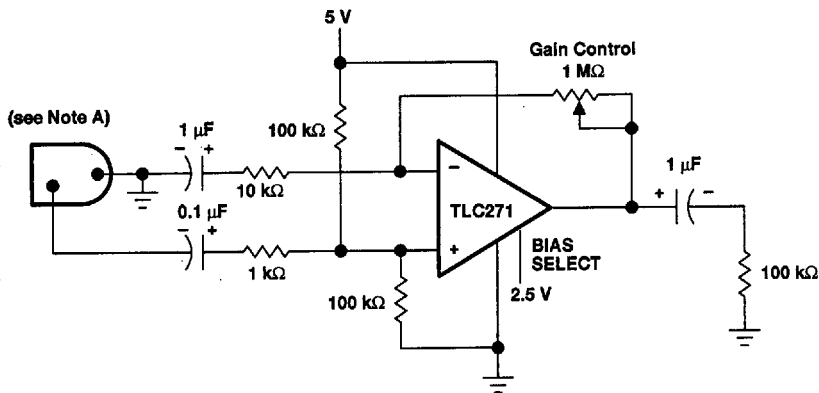 5 V
Gain Control
1 MΩ
(see Note A)
1 μF
100 kΩ
- +
10 kΩ
-
1 μF
+ -
0.1 μF
TLC271
- +
1 kΩ
+
BIAS
SELECT
2.5 V
100 kΩ
100 kΩ